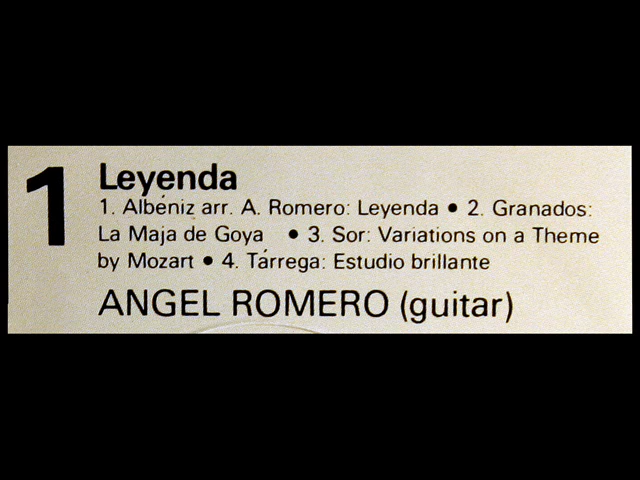 1
Leyenda
1. Albéniz arr. A. Romero: Leyenda • 2. Granados:
La Maja de Goya • 3. Sor: Variations on a Theme
by Mozart • 4. Tárrega: Estudio brillante
ANGEL ROMERO (guitar)